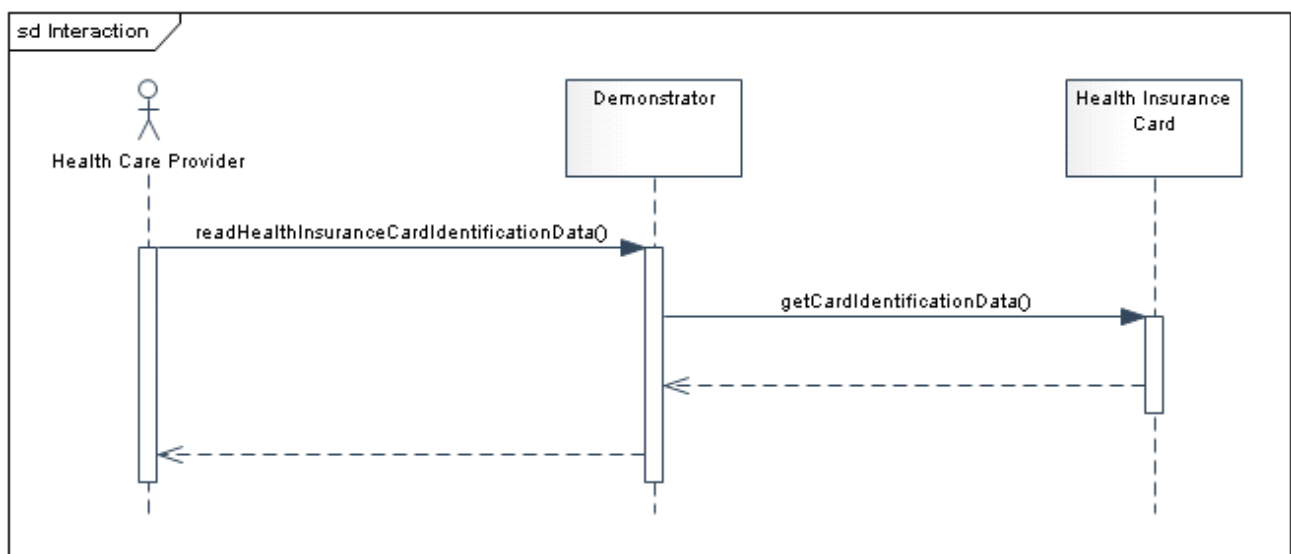 sd Interaction
Health Care Provider
Demonstrator
Health Insurance
Card
readHealthInsuranceCardIdentificationData()
getCardIdentificationData()